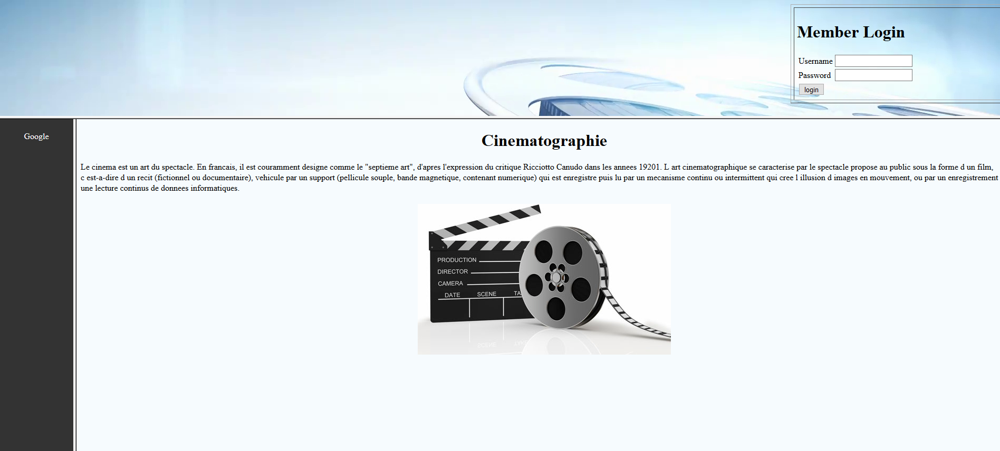 Member Login
Username
Password
login
Google
Cinematographie
Le cinema est un art du spectacle. En francais, il est couramment designe comme le "septieme art", d'apres l'expression du critique Ricciotto Canudo dans les annees 19201. L art cinematographique se caracterise par le spectacle propose au public sous la forme d un film,
c est-a-dire d un recit (fictionnel ou documentaire), vehicule par un support (pellicule souple, bande magnetique, contenant numerique) qui est enregistre puis lu par un mecanisme continu ou intermittent qui cree l illusion d images en mouvement, ou par un enregistrement
une lecture continus de donnees informatiques.
PRODUCTION
DIRECTOR
CAMERA
DATE SCENE TA